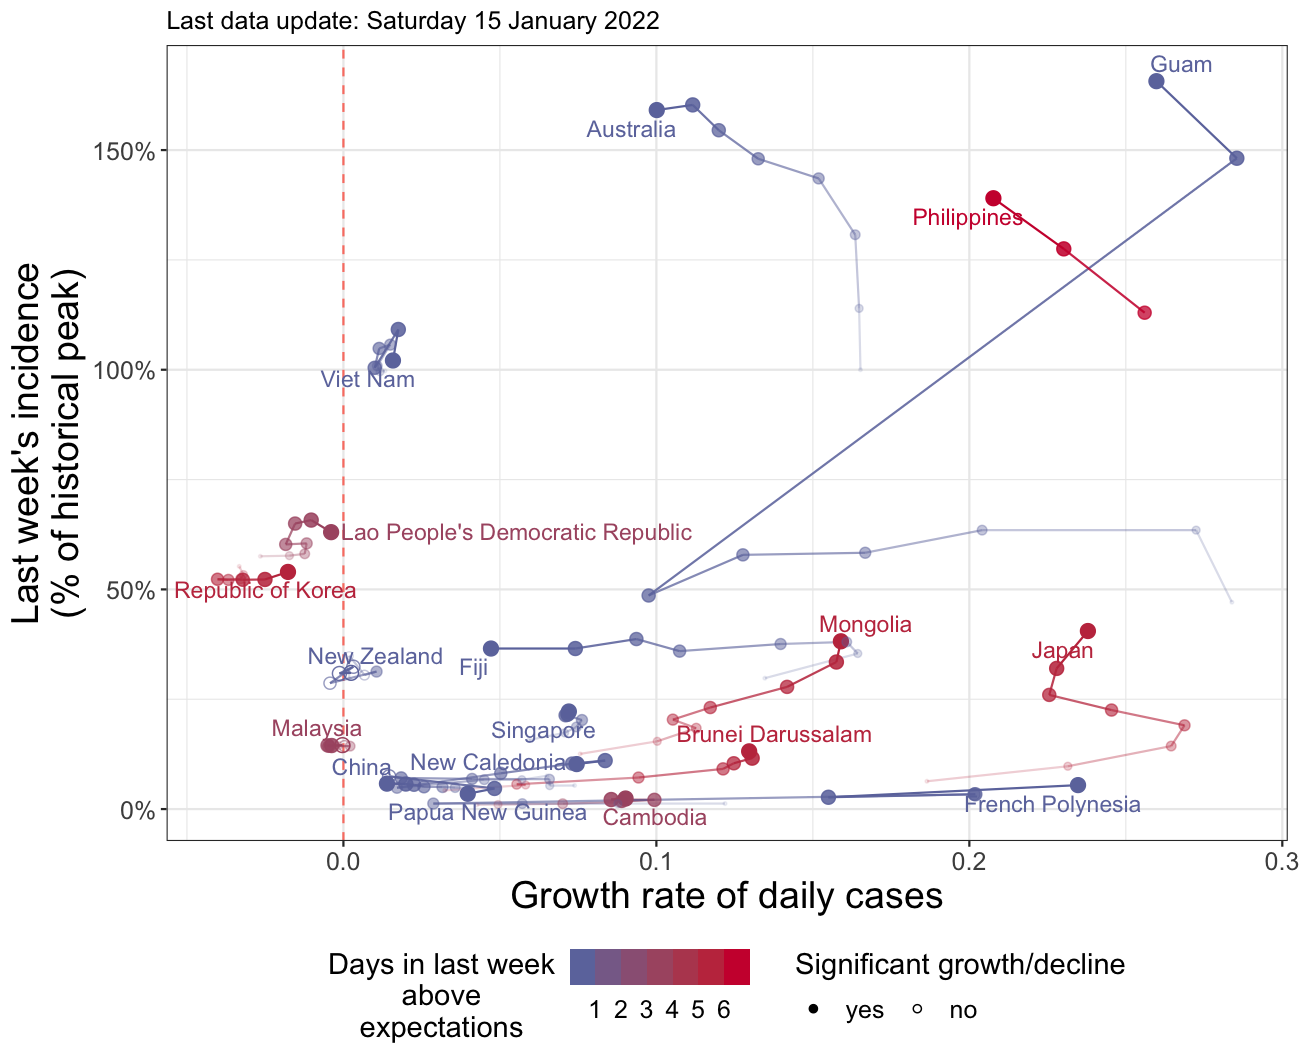 Last data update: Saturday 15 January 2022
Guam
Australia
150%
Philippines
100%
Viet Nam
Lao People's Democratic Republic
50%
Republic of Korea
Mongolia
Japan
New Zealand
Fiji
Malaysia
Singapore
Brunei Darussalam
China
New Caledonia
Papua New Guinea
Cambodia
French Polynesia
0%
Last week's incidence
(% of historical peak)
0.0 0.1 0.2 0.3
Growth rate of daily cases
Days in last week
above
expectations
1 2 3 4 5 6
Significant growth/decline
yes no